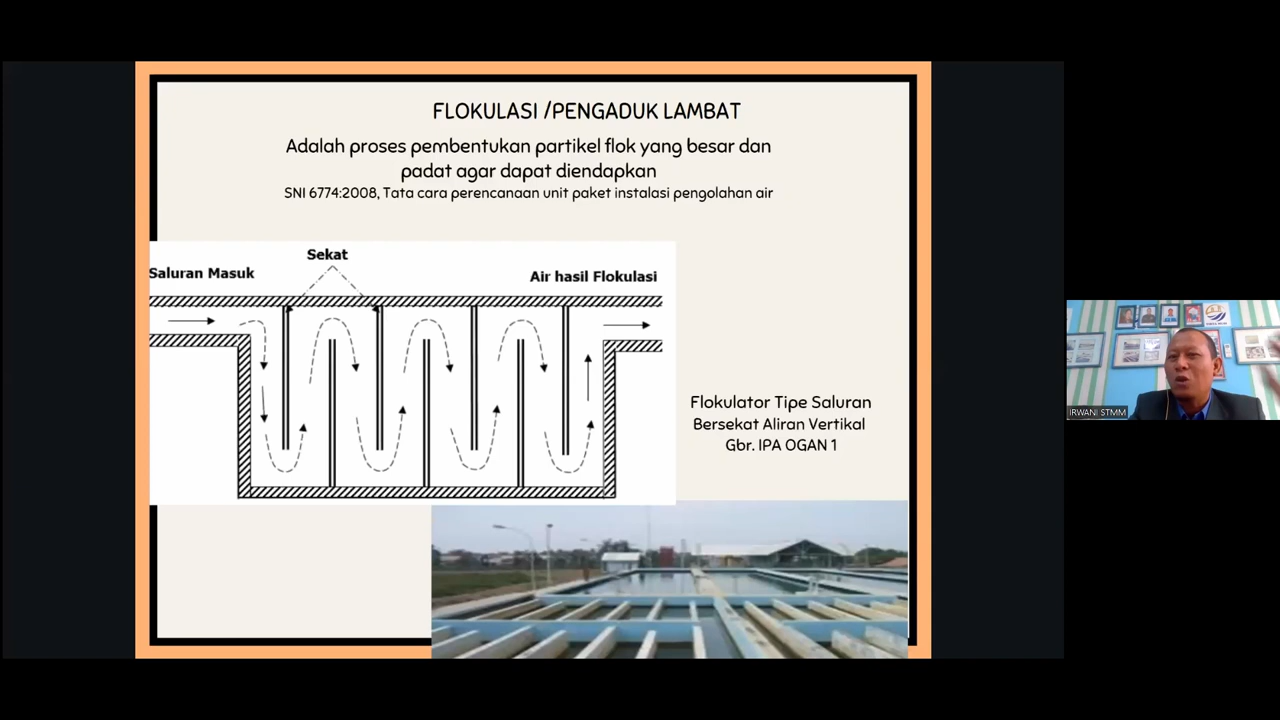 FLOKULASI /PENGADUK LAMBAT
Adalah proses pembentukan partikel flok yang besar dan
padat agar dapat diendapkan
SNI 6774:2008, Tata cara perencanaan unit paket instalasi pengolahan air
Sekat
Saluran Masuk
Air hasil Flokulasi
Flokulator Tipe Saluran
Bersekat Aliran Vertikal
Gbr. IPA OGAN 1
IRWANI STMM